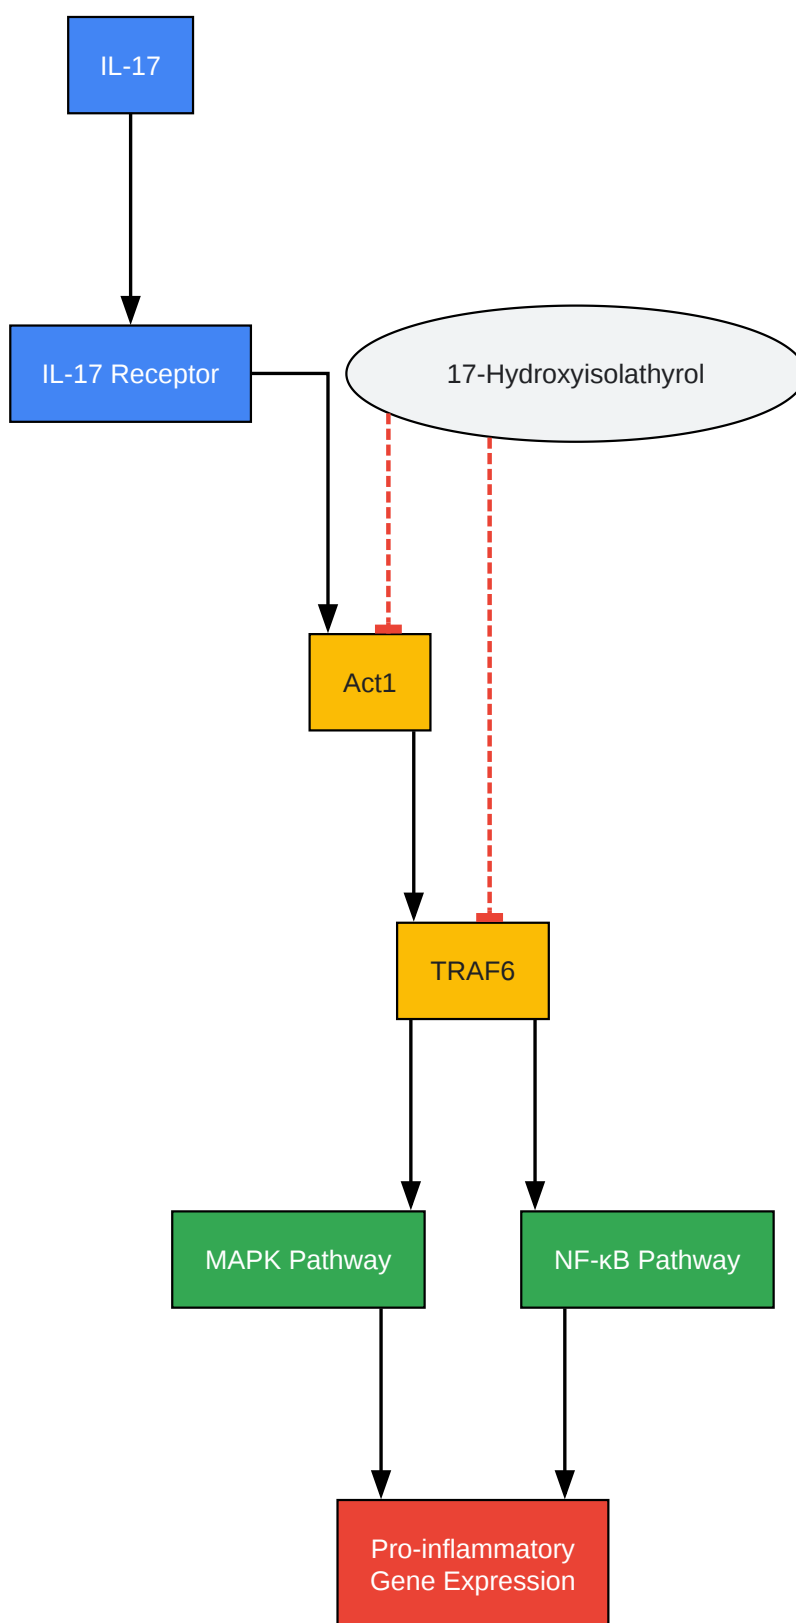 IL-17
IL-17 Receptor
17-Hydroxyisolathyrol
Act1
TRAF6
MAPK Pathway
NF-κB Pathway
Pro-inflammatory
Gene Expression